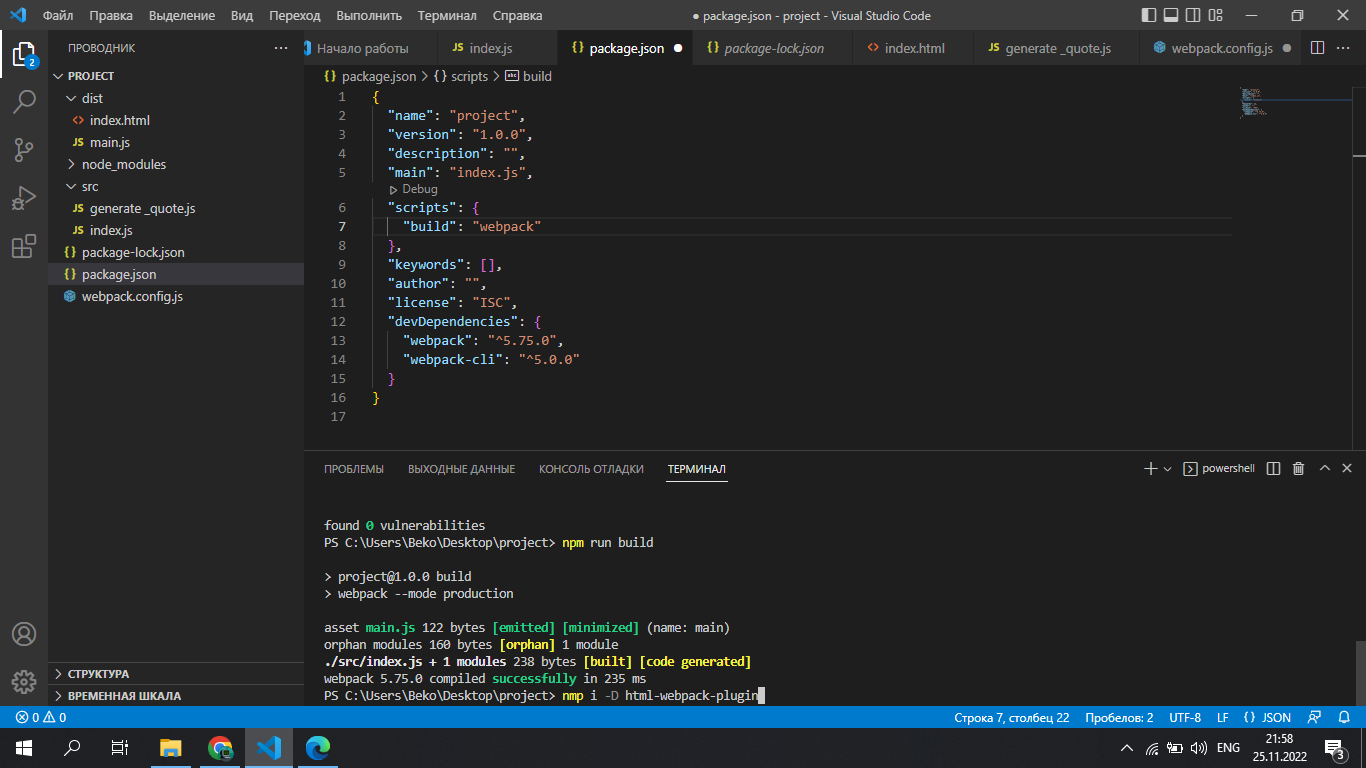 Файл Правка Выделение Вид Переход Выполнить Терминал Справка ● package.json - project - Visual Studio Code
ПРОВОДНИК
PROJECT
dist
index.html
JS main.js
node_modules
src
JS generate _quote.js
JS index.js
{} package-lock.json
{} package.json
webpack.config.js
СТРУКТУРА
ВРЕМЕННАЯ ШКАЛА
2
Начало работы JS index.js {} package.json ● {} package-lock.json index.html JS generate _quote.js webpack.config.js ●
{} package.json > {} scripts > abc build
1 {
2 "name": "project",
3 "version": "1.0.0",
4 "description": "",
5 "main": "index.js",
Debug
6 "scripts": {
7 "build": "webpack"
8 },
9 "keywords": [],
10 "author": "",
11 "license": "ISC",
12 "devDependencies": {
13 "webpack": "^5.75.0",
14 "webpack-cli": "^5.0.0"
15 }
16 }
17
ПРОБЛЕМЫ ВЫХОДНЫЕ ДАННЫЕ КОНСОЛЬ ОТЛАДКИ ТЕРМИНАЛ powershell
found 0 vulnerabilities
PS C:\Users\Beko\Desktop\project> npm run build
> project@1.0.0 build
> webpack --mode production
asset main.js 122 bytes [emitted] [minimized] (name: main)
orphan modules 160 bytes [orphan] 1 module
./src/index.js + 1 modules 238 bytes [built] [code generated]
webpack 5.75.0 compiled successfully in 235 ms
PS C:\Users\Beko\Desktop\project> nmp i -D html-webpack-plugin
0 0 Строка 7, столбец 22 Пробелов: 2 UTF-8 LF {} JSON
ENG 21:58
25.11.2022 3